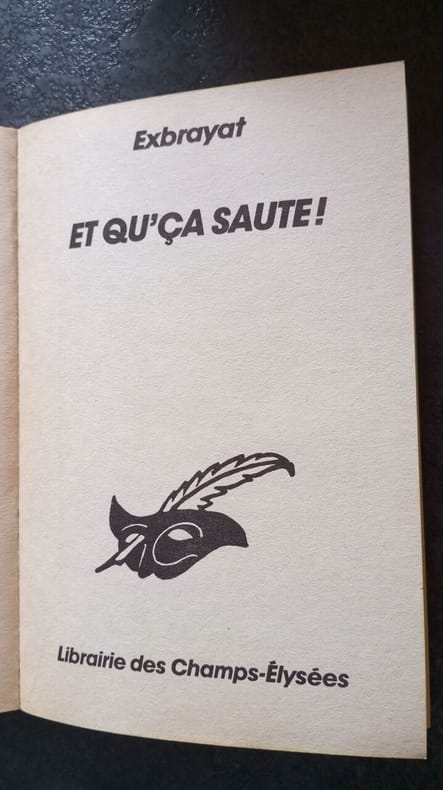 Exbrayat
ET QU'ÇA SAUTE!
Librairie des Champs-Élysées